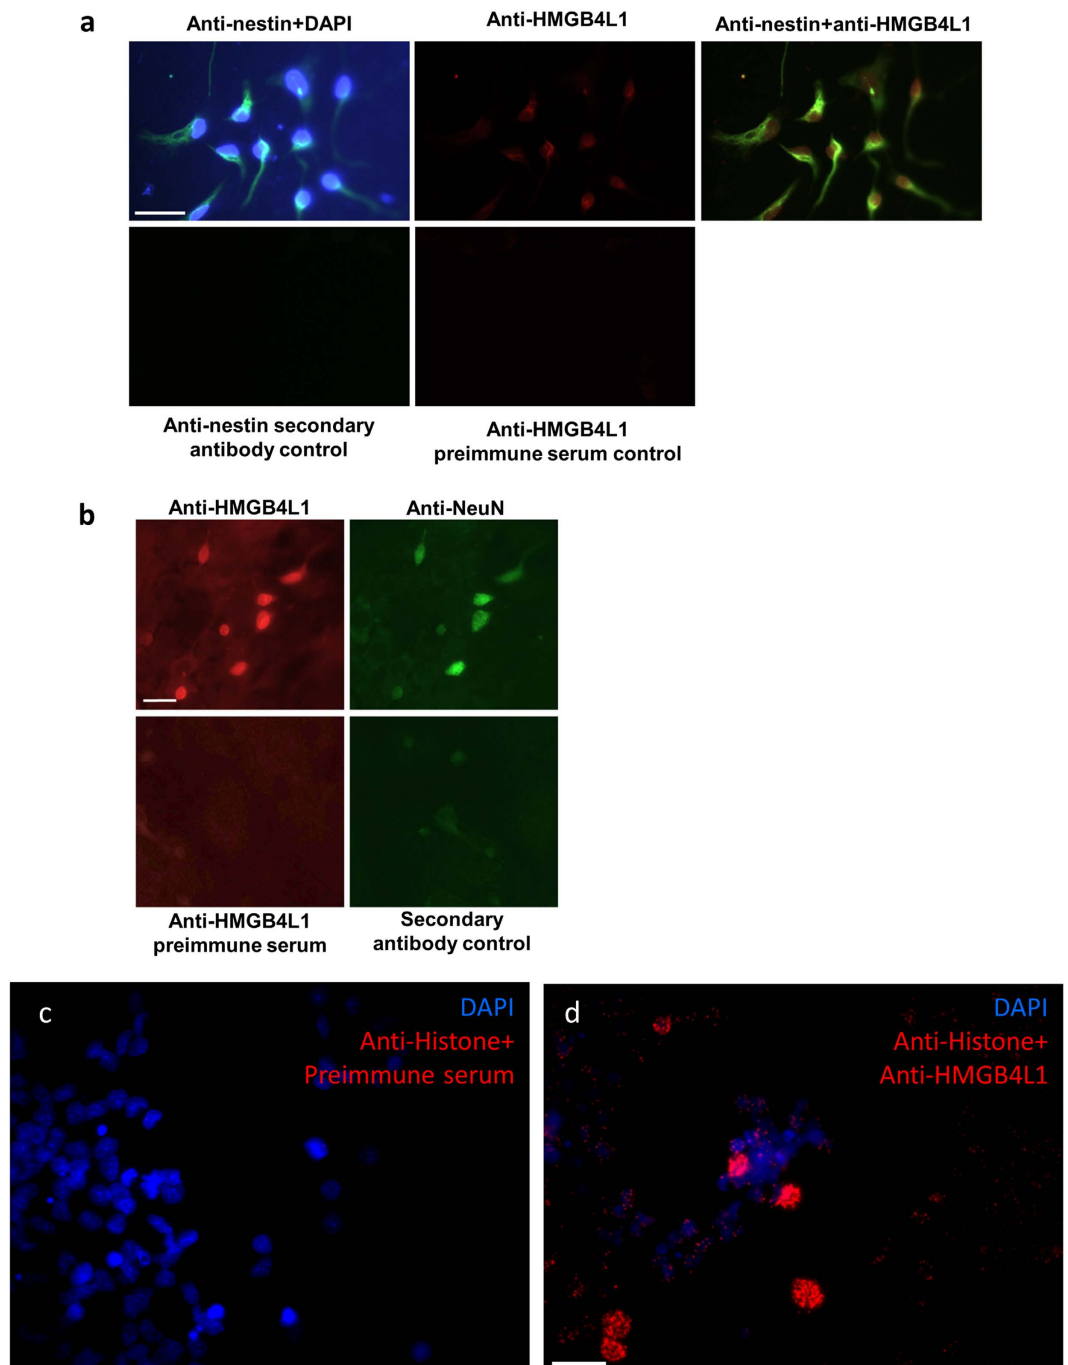 a
Anti-nestin+DAPI
Anti-HMGB4L1
Anti-nestin+anti-HMGB4L1
Anti-nestin secondary
antibody control
Anti-HMGB4L1
preimmune serum control
b
Anti-HMGB4L1
Anti-NeuN
Anti-HMGB4L1
preimmune serum
Secondary
antibody control
c
DAPI
Anti-Histone+
Preimmune serum
d
DAPI
Anti-Histone+
Anti-HMGB4L1